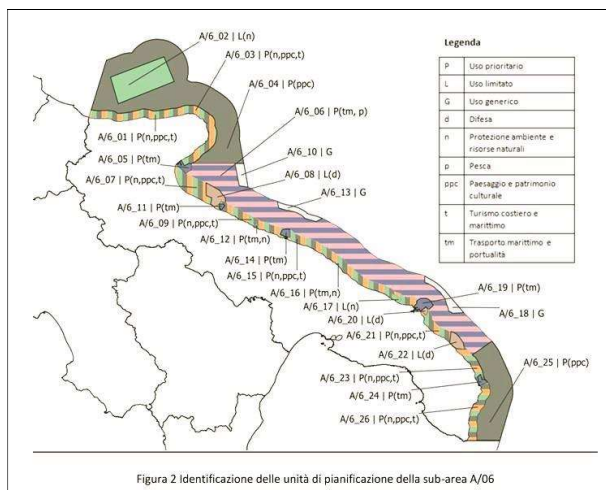 A/6_02 | L(n)
A/6_03 | P(n,ppc,t)
A/6_04 | P(ppc)
A/6_06 | P(tm, p)
A/6_01 | P(n,ppc,t)
A/6_10 | G
A/6_05 | P(tm)
A/6_08 | L(d)
A/6_07 | P(n,ppc,t)
A/6_13 | G
A/6_11 | P(tm)
A/6_09 | P(n,ppc,t)
A/6_12 | P(tm,n)
A/6_14 | P(tm)
A/6_15 | P(n,ppc,t)
A/6_16 | P(tm,n)
A/6_19 | P(tm)
A/6_17 | L(n)
A/6_20 | L(d)
A/6_18 | G
A/6_21 | P(n,ppc,t)
A/6_22 | L(d)
A/6_25 | P(ppc)
A/6_23 | P(n,ppc,t)
A/6_24 | P(tm)
A/6_26 | P(n,ppc,t)
Legenda
P Uso prioritario
L Uso limitato
G Uso generico
d Difesa
n Protezione ambiente e
risorse naturali
p Pesca
ppc Paesaggio e patrimonio
culturale
t Turismo costiero e
marittimo
tm Trasporto marittimo e
portualità
Figura 2 Identificazione delle unità di pianificazione della sub-area A/06